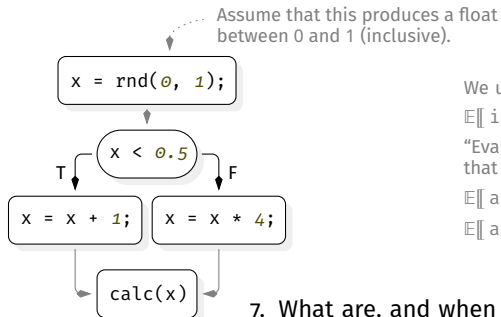 Assume that this produces a float
between 0 and 1 (inclusive).
x = rnd(0, 1);
x < 0.5
T
F
x = x + 1;
x = x * 4;
calc(x)
We u
𝔼⟦ i
“Eva
that
𝔼⟦ a
𝔼⟦ a
7. What are, and when